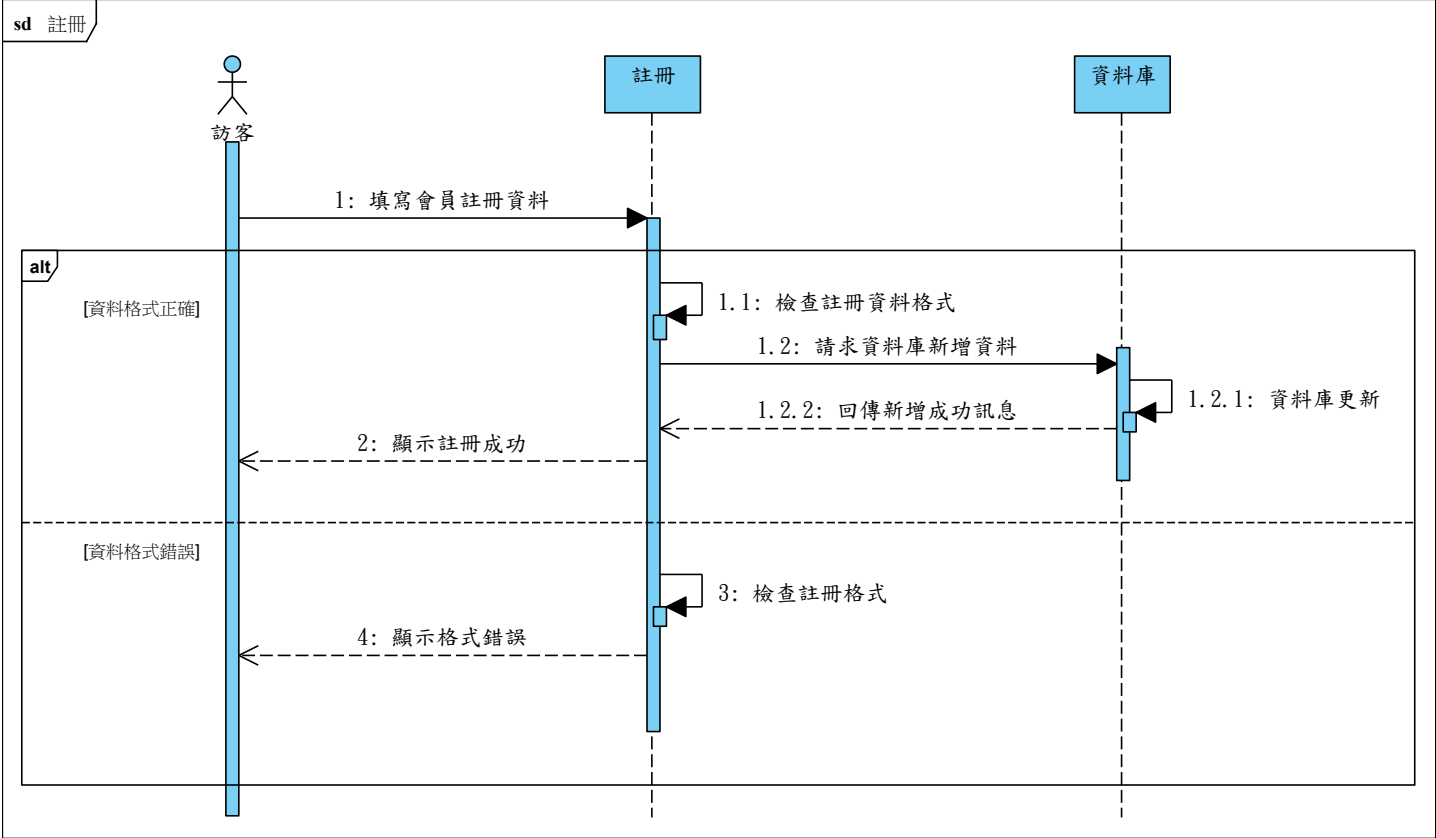 sd 註冊
註冊
資料庫
訪客
1: 填寫會員註冊資料
alt
[資料格式正確]
1.1: 檢查註冊資料格式
1.2: 請求資料庫新增資料
1.2.1: 資料庫更新
1.2.2: 回傳新增成功訊息
2: 顯示註冊成功
[資料格式錯誤]
3: 檢查註冊格式
4: 顯示格式錯誤